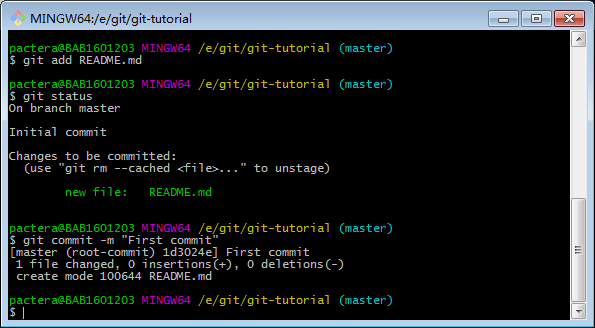 MINGW64:/e/git/git-tutorial
pactera@BAB1601203 MINGW64 /e/git/git-tutorial (master)
$ git add README.md
pactera@BAB1601203 MINGW64 /e/git/git-tutorial (master)
$ git status
On branch master
Initial commit
Changes to be committed:
(use "git rm --cached <file>..." to unstage)
new file: README.md
pactera@BAB1601203 MINGW64 /e/git/git-tutorial (master)
$ git commit -m "First commit"
[master (root-commit) 1d3024e] First commit
1 file changed, 0 insertions(+), 0 deletions(-)
create mode 100644 README.md
pactera@BAB1601203 MINGW64 /e/git/git-tutorial (master)
$